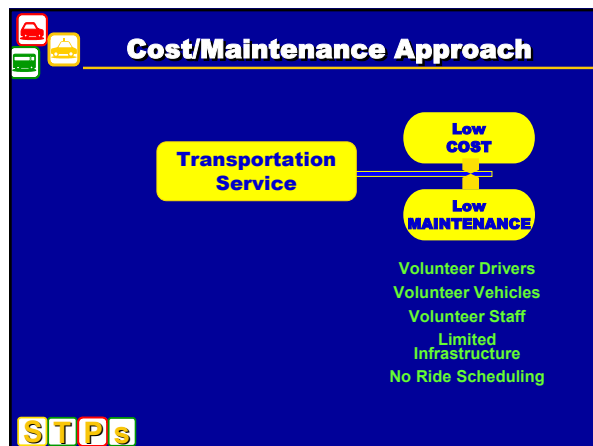 Cost/Maintenance Approach
Low
COST
Transportation
Service
Low
MAINTENANCE
Volunteer Drivers
Volunteer Vehicles
Volunteer Staff
Limited
Infrastructure
No Ride Scheduling
STPs